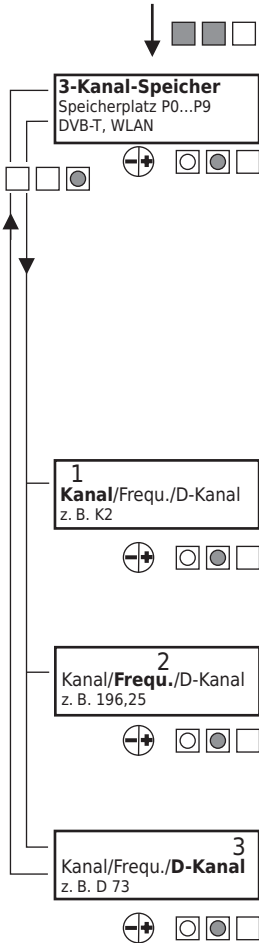 3-Kanal-Speicher
Speicherplatz P0...P9
DVB-T, WLAN
1
Kanal/Frequ./D-Kanal
z. B. K2
2
Kanal/Frequ./D-Kanal
z. B. 196,25
3
Kanal/Frequ./D-Kanal
z. B. D 73